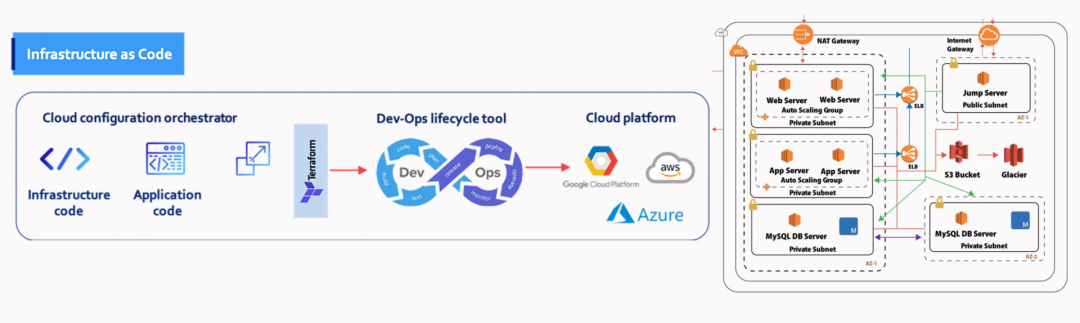 Infrastructure as Code
Cloud configuration orchestrator
Infrastructure
code
Application
code
Terraform
Dev-Ops lifecycle tool
code
plan
build
test
Dev
release
deploy
operate
monitor
Ops
Cloud platform
Google Cloud Platform
aws
Azure
NAT Gateway
Internet
Gateway
VPC
Web Server
Web Server
Auto Scaling Group
Private Subnet
ELB
Jump Server
Public Subnet
AZ-1
App Server
App Server
Auto Scaling Group
Private Subnet
ELB
S3 Bucket
Glacier
MySQL DB Server
M
Private Subnet
AZ-1
MySQL DB Server
M
Private Subnet
AZ-2